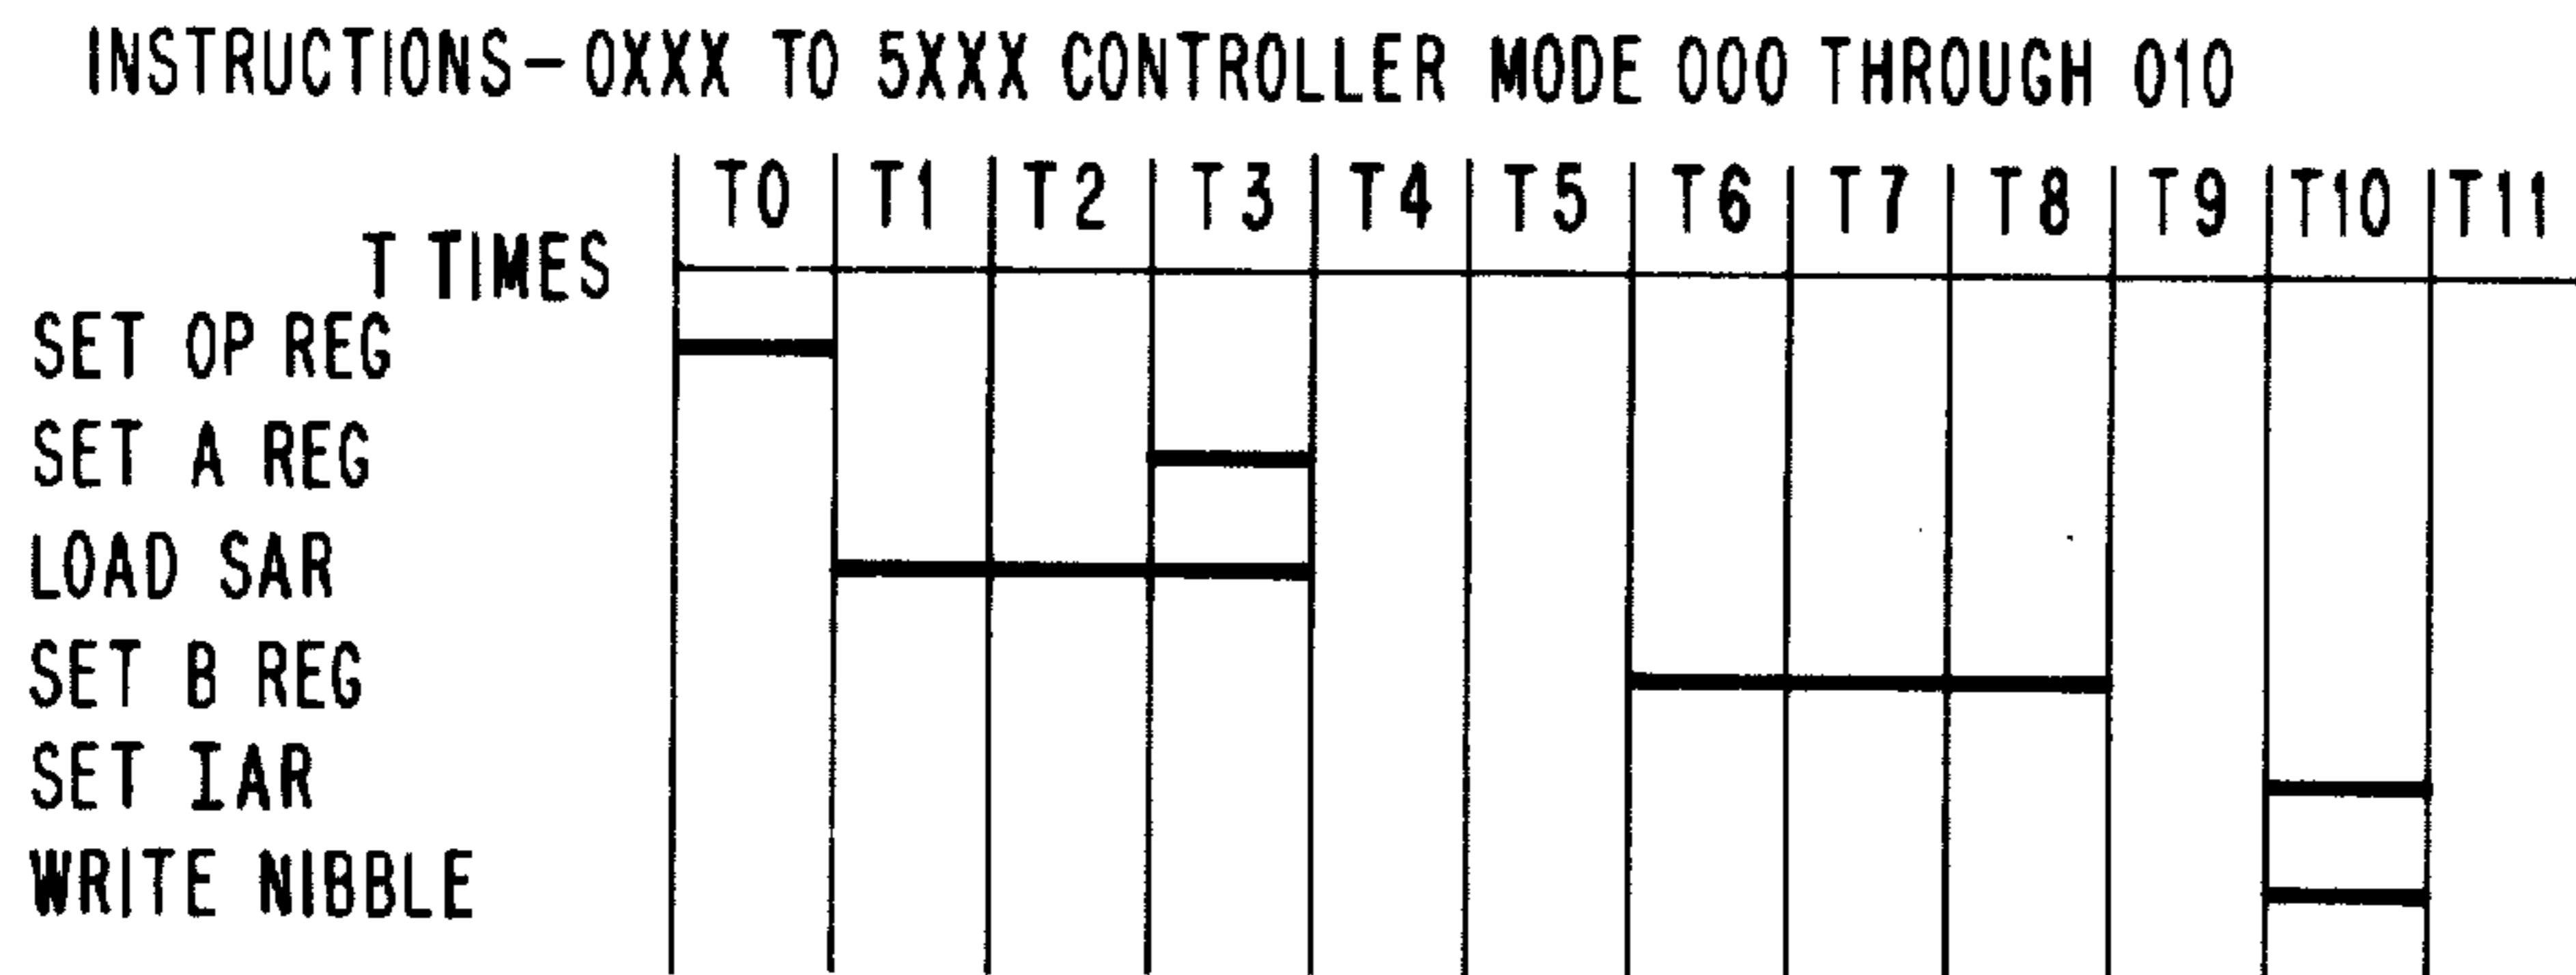 INSTRUCTIONS-0XXX TO 5XXX CONTROLLER MODE 000 THROUGH 010
T0 T1 T2 T3 T4 T5 T6 T7 T8 T9 T10 T11
T TIMES
SET OP REG
SET A REG
LOAD SAR
SET B REG
SET IAR
WRITE NIBBLE